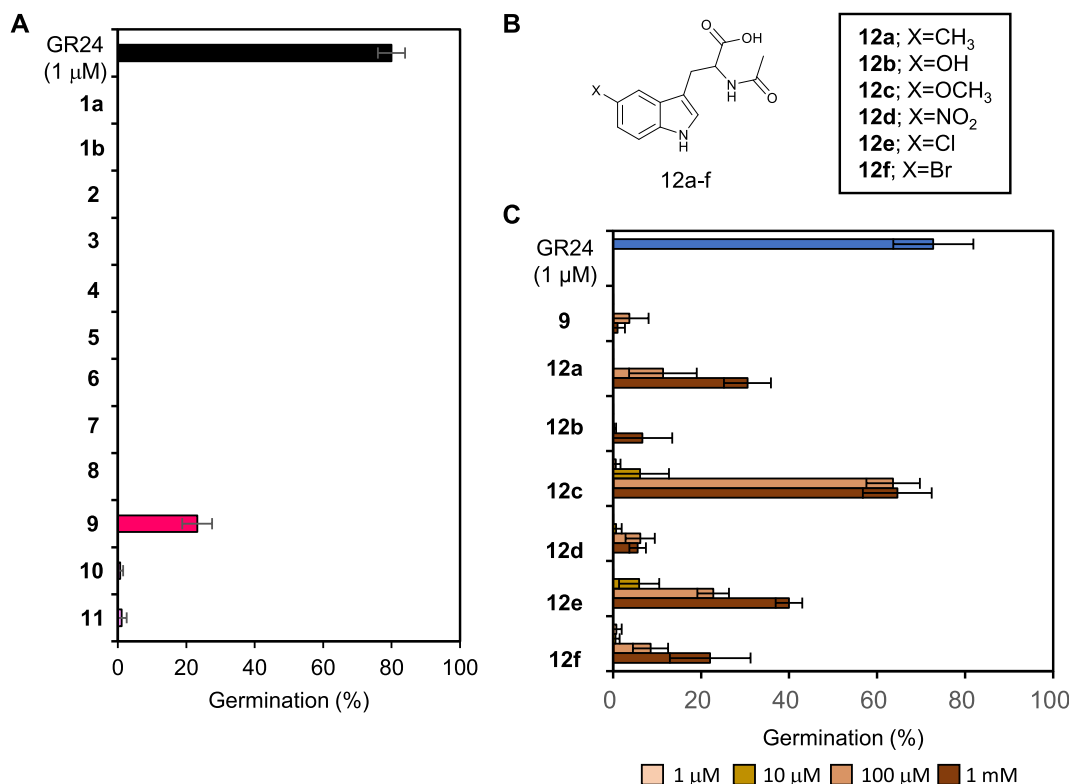 A
GR24
(1 μM)
1a
1b
2
3
4
5
6
7
8
9
10
11
0 20 40 60 80 100
Germination (%)
B
O
OH
X
N
H
O
N
H
12a-f
12a; X=CH3
12b; X=OH
12c; X=OCH3
12d; X=NO2
12e; X=Cl
12f; X=Br
C
GR24
(1 μM)
9
12a
12b
12c
12d
12e
12f
0 20 40 60 80 100
Germination (%)
1 μM 10 μM 100 μM 1 mM